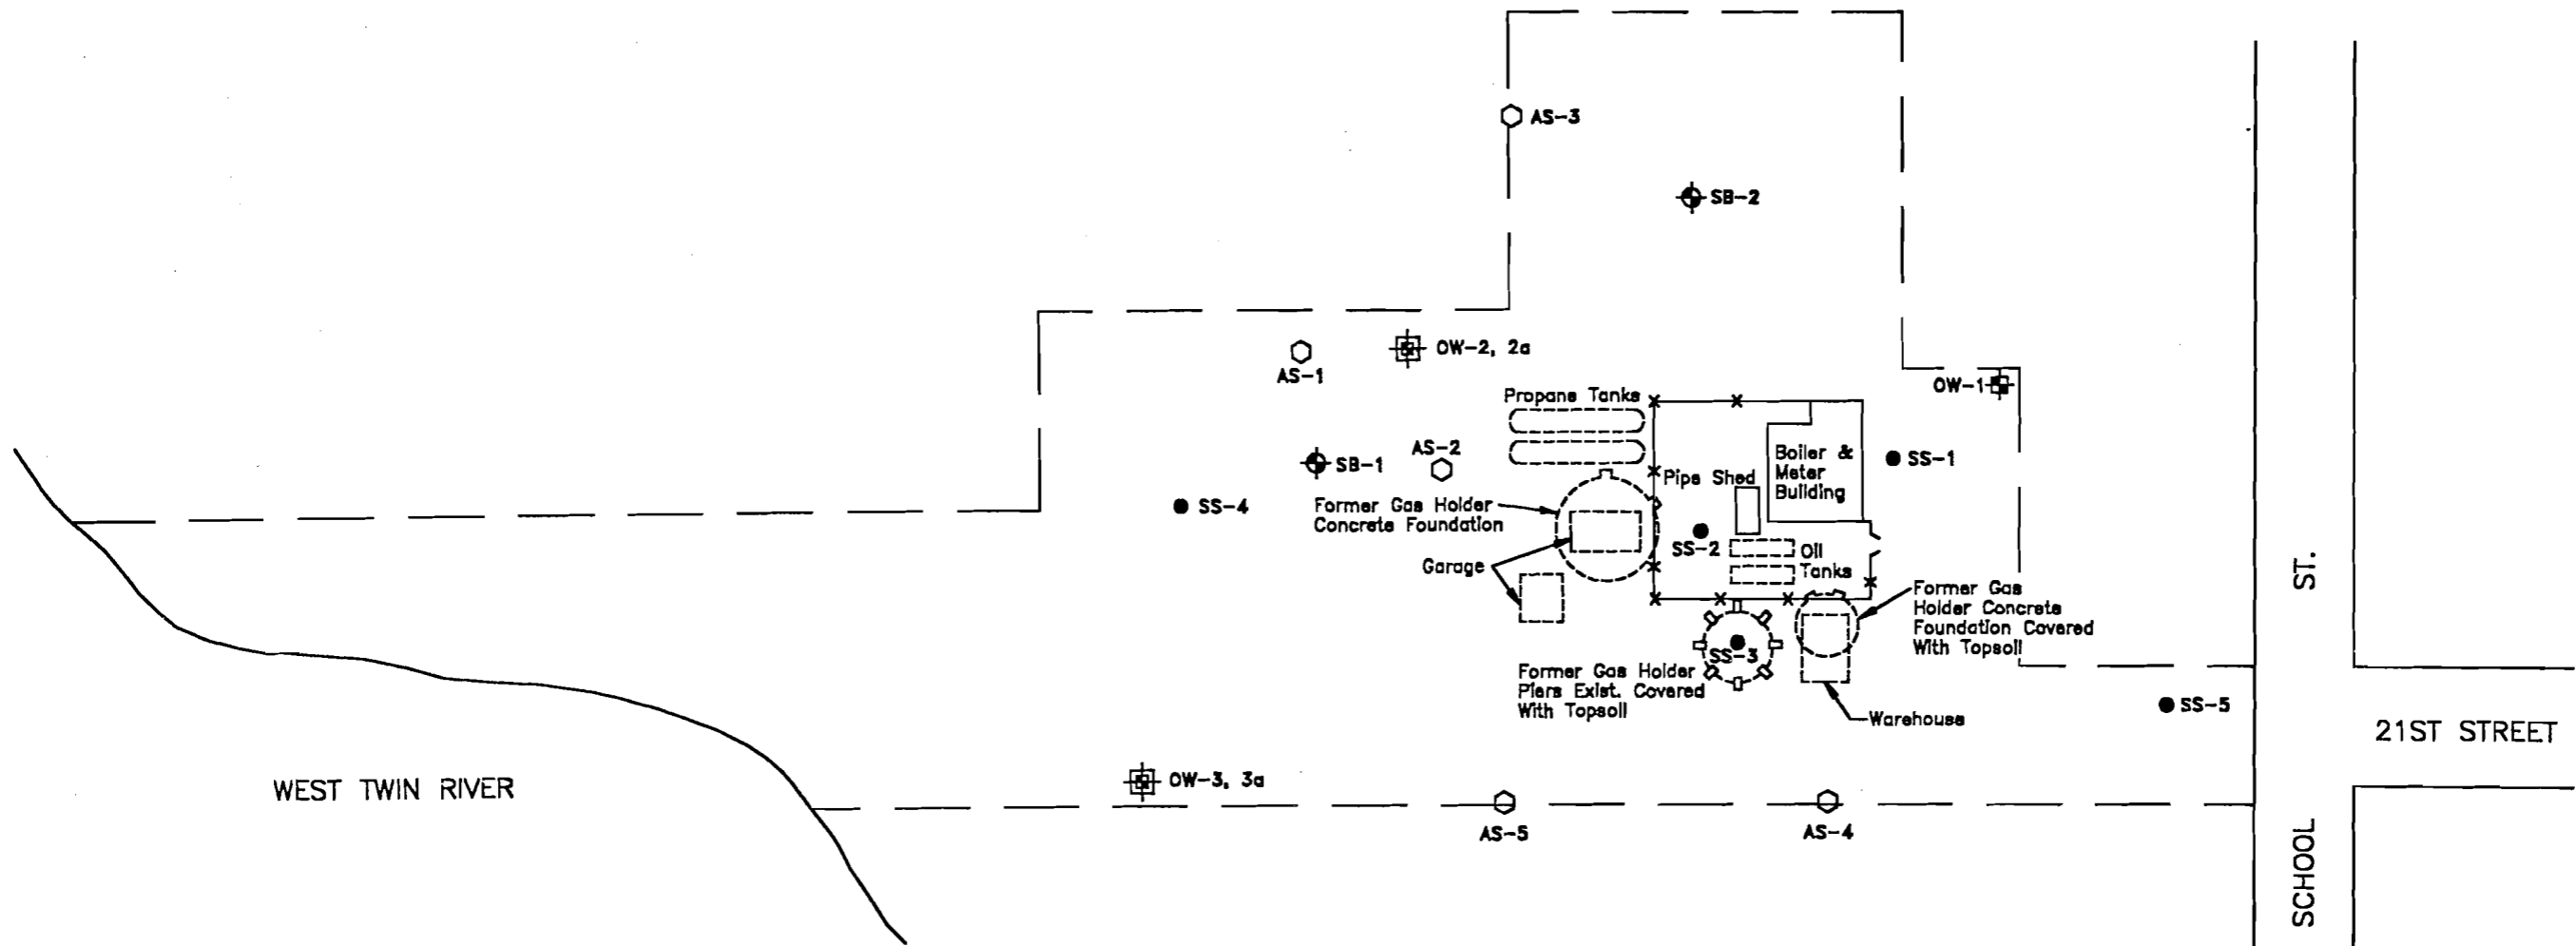 AS-3
SB-2
OW-2, 2a
AS-1
OW-1
Propane Tanks
AS-2
SB-1
Boiler &
Meter
Building
SS-1
Pipe Shed
SS-4
Former Gas Holder
Concrete Foundation
SS-2
Oil
Tanks
Garage
Former Gas
Holder Concrete
Foundation Covered
With Topsoil
SS-3
Former Gas Holder
Piers Exist. Covered
With Topsoil
Warehouse
SS-5
21ST STREET
WEST TWIN RIVER
OW-3, 3a
AS-5
AS-4
SCHOOL ST.